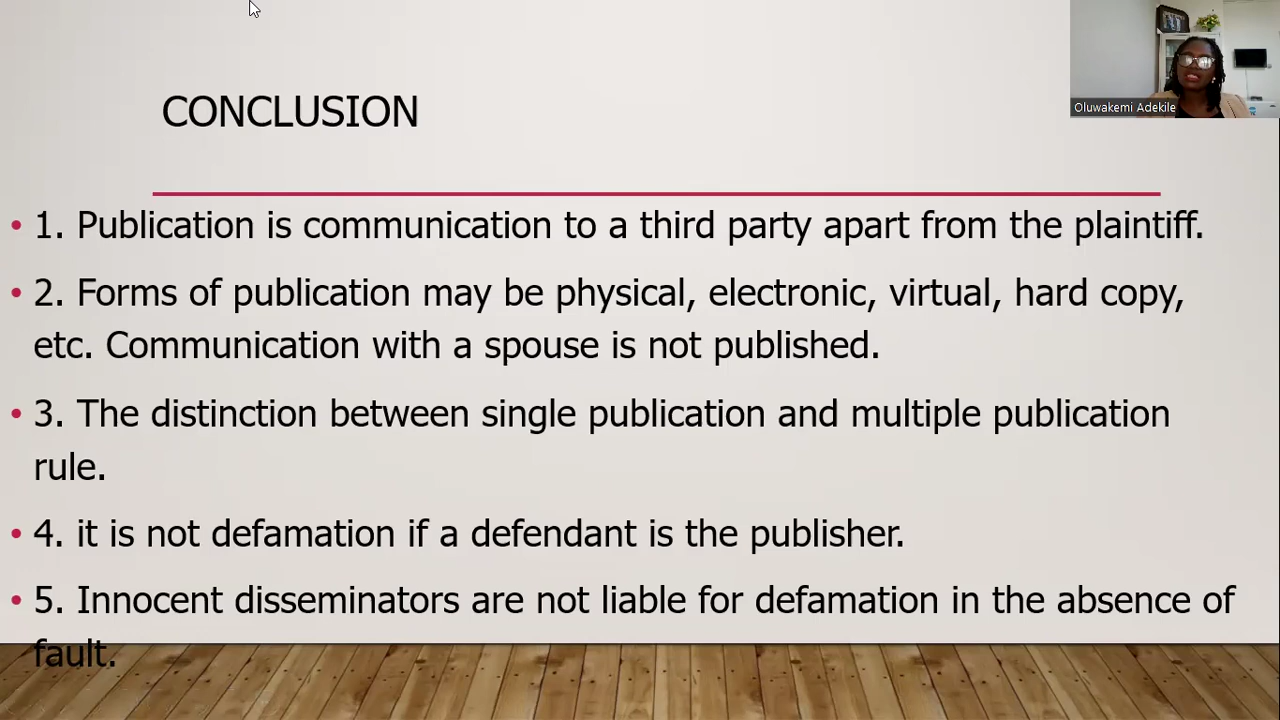 Oluwakemi Adekile
CONCLUSION
• 1. Publication is communication to a third party apart from the plaintiff.
• 2. Forms of publication may be physical, electronic, virtual, hard copy,
etc. Communication with a spouse is not published.
• 3. The distinction between single publication and multiple publication
rule.
• 4. it is not defamation if a defendant is the publisher.
• 5. Innocent disseminators are not liable for defamation in the absence of
fault.